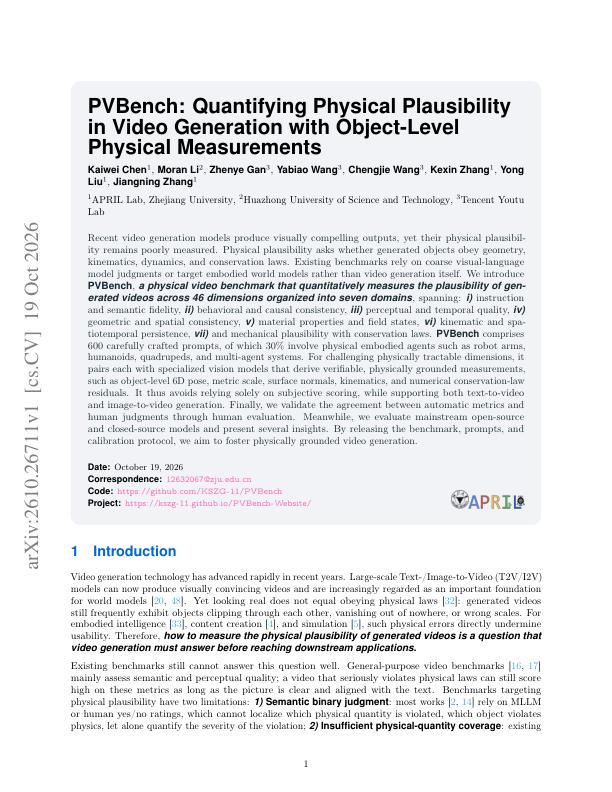 arXiv:2610.26711v1 [cs.CV] 19 Oct 2026
PVBench: Quantifying Physical Plausibility
in Video Generation with Object-Level
Physical Measurements
Kaiwei Chen¹, Moran Li², Zhenye Gan³, Yabiao Wang³, Chengjie Wang³, Kexin Zhang¹, Yong
Liu¹, Jiangning Zhang¹
¹APRIL Lab, Zhejiang University, ²Huazhong University of Science and Technology, ³Tencent Youtu
Lab
Recent video generation models produce visually compelling outputs, yet their physical plausibil-
ity remains poorly measured. Physical plausibility asks whether generated objects obey geometry,
kinematics, dynamics, and conservation laws. Existing benchmarks rely on coarse visual-language
model judgments or target embodied world models rather than video generation itself. We introduce
PVBench, a physical video benchmark that quantitatively measures the plausibility of gen-
erated videos across 46 dimensions organized into seven domains, spanning: i) instruction
and semantic fidelity, ii) behavioral and causal consistency, iii) perceptual and temporal quality, iv)
geometric and spatial consistency, v) material properties and field states, vi) kinematic and spa-
tiotemporal persistence, vii) and mechanical plausibility with conservation laws. PVBench comprises
600 carefully crafted prompts, of which 30% involve physical embodied agents such as robot arms,
humanoids, quadrupeds, and multi-agent systems. For challenging physically tractable dimensions, it
pairs each with specialized vision models that derive verifiable, physically grounded measurements,
such as object-level 6D pose, metric scale, surface normals, kinematics, and numerical conservation-law
residuals. It thus avoids relying solely on subjective scoring, while supporting both text-to-video
and image-to-video generation. Finally, we validate the agreement between automatic metrics and
human judgments through human evaluation. Meanwhile, we evaluate mainstream open-source
and closed-source models and present several insights. By releasing the benchmark, prompts, and
calibration protocol, we aim to foster physically grounded video generation.
Date: October 19, 2026
Correspondence: 12632067@zju.edu.cn
Code: https://github.com/KSZG-11/PVBench
Project: https://kszg-11.github.io/PVBench-Website/
APRIL
1 Introduction
Video generation technology has advanced rapidly in recent years. Large-scale Text-/Image-to-Video (T2V/I2V)
models can now produce visually convincing videos and are increasingly regarded as an important foundation
for world models [20, 48]. Yet looking real does not equal obeying physical laws [32]: generated videos
still frequently exhibit objects clipping through each other, vanishing out of nowhere, or wrong scales. For
embodied intelligence [33], content creation [4], and simulation [5], such physical errors directly undermine
usability. Therefore, how to measure the physical plausibility of generated videos is a question that
video generation must answer before reaching downstream applications.
Existing benchmarks still cannot answer this question well. General-purpose video benchmarks [16, 17]
mainly assess semantic and perceptual quality; a video that seriously violates physical laws can still score
high on these metrics as long as the picture is clear and aligned with the text. Benchmarks targeting
physical plausibility have two limitations: 1) Semantic binary judgment: most works [2, 14] rely on MLLM
or human yes/no ratings, which cannot localize which physical quantity is violated, which object violates
physics, let alone quantify the severity of the violation; 2) Insufficient physical-quantity coverage: existing
1